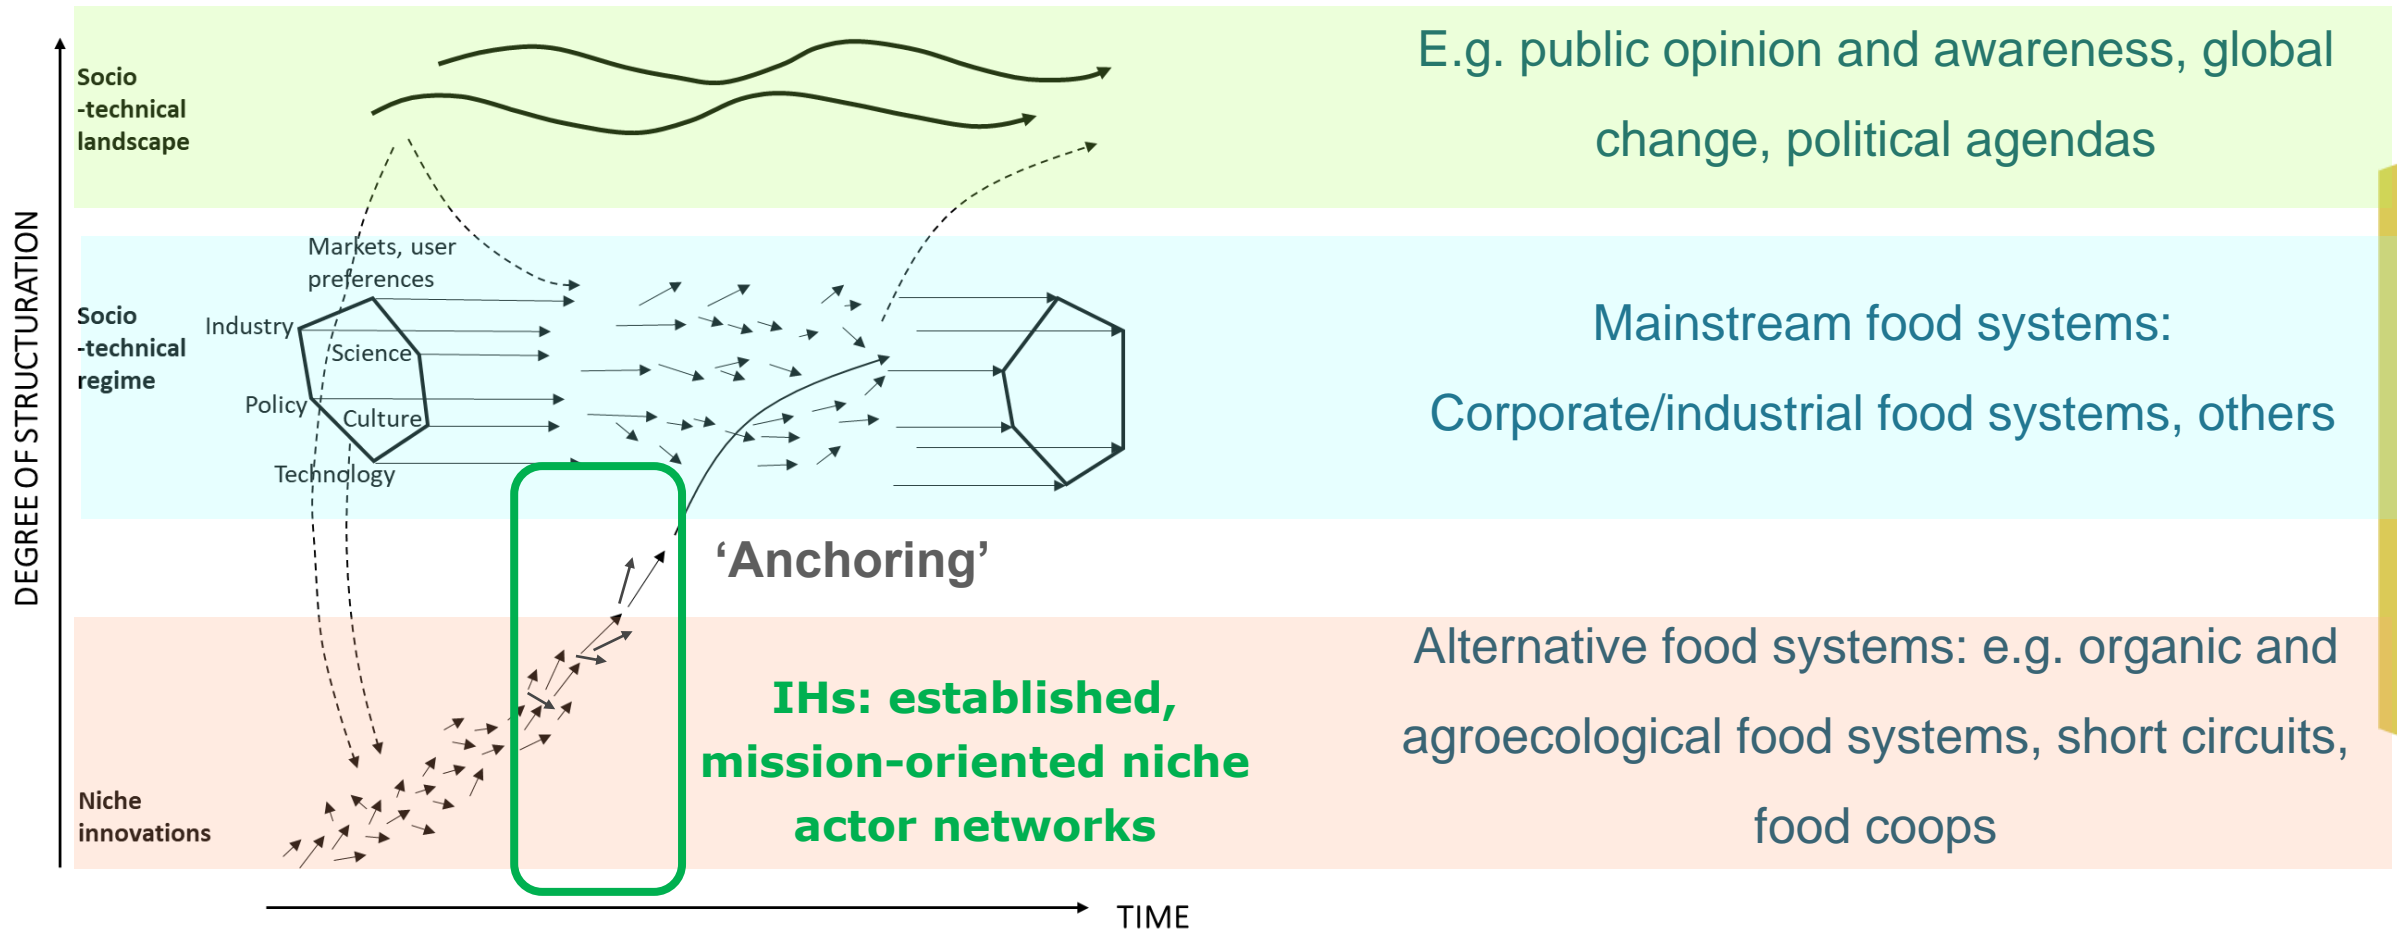 Socio
-technical
landscape
E.g. public opinion and awareness, global
change, political agendas
DEGREE OF STRUCTURATION
Socio
-technical
regime
Markets, user
preferences
Industry
Science
Policy
Culture
Technology
Mainstream food systems:
Corporate/industrial food systems, others
‘Anchoring’
Niche
innovations
IHs: established,
mission-oriented niche
actor networks
Alternative food systems: e.g. organic and
agroecological food systems, short circuits,
food coops
TIME